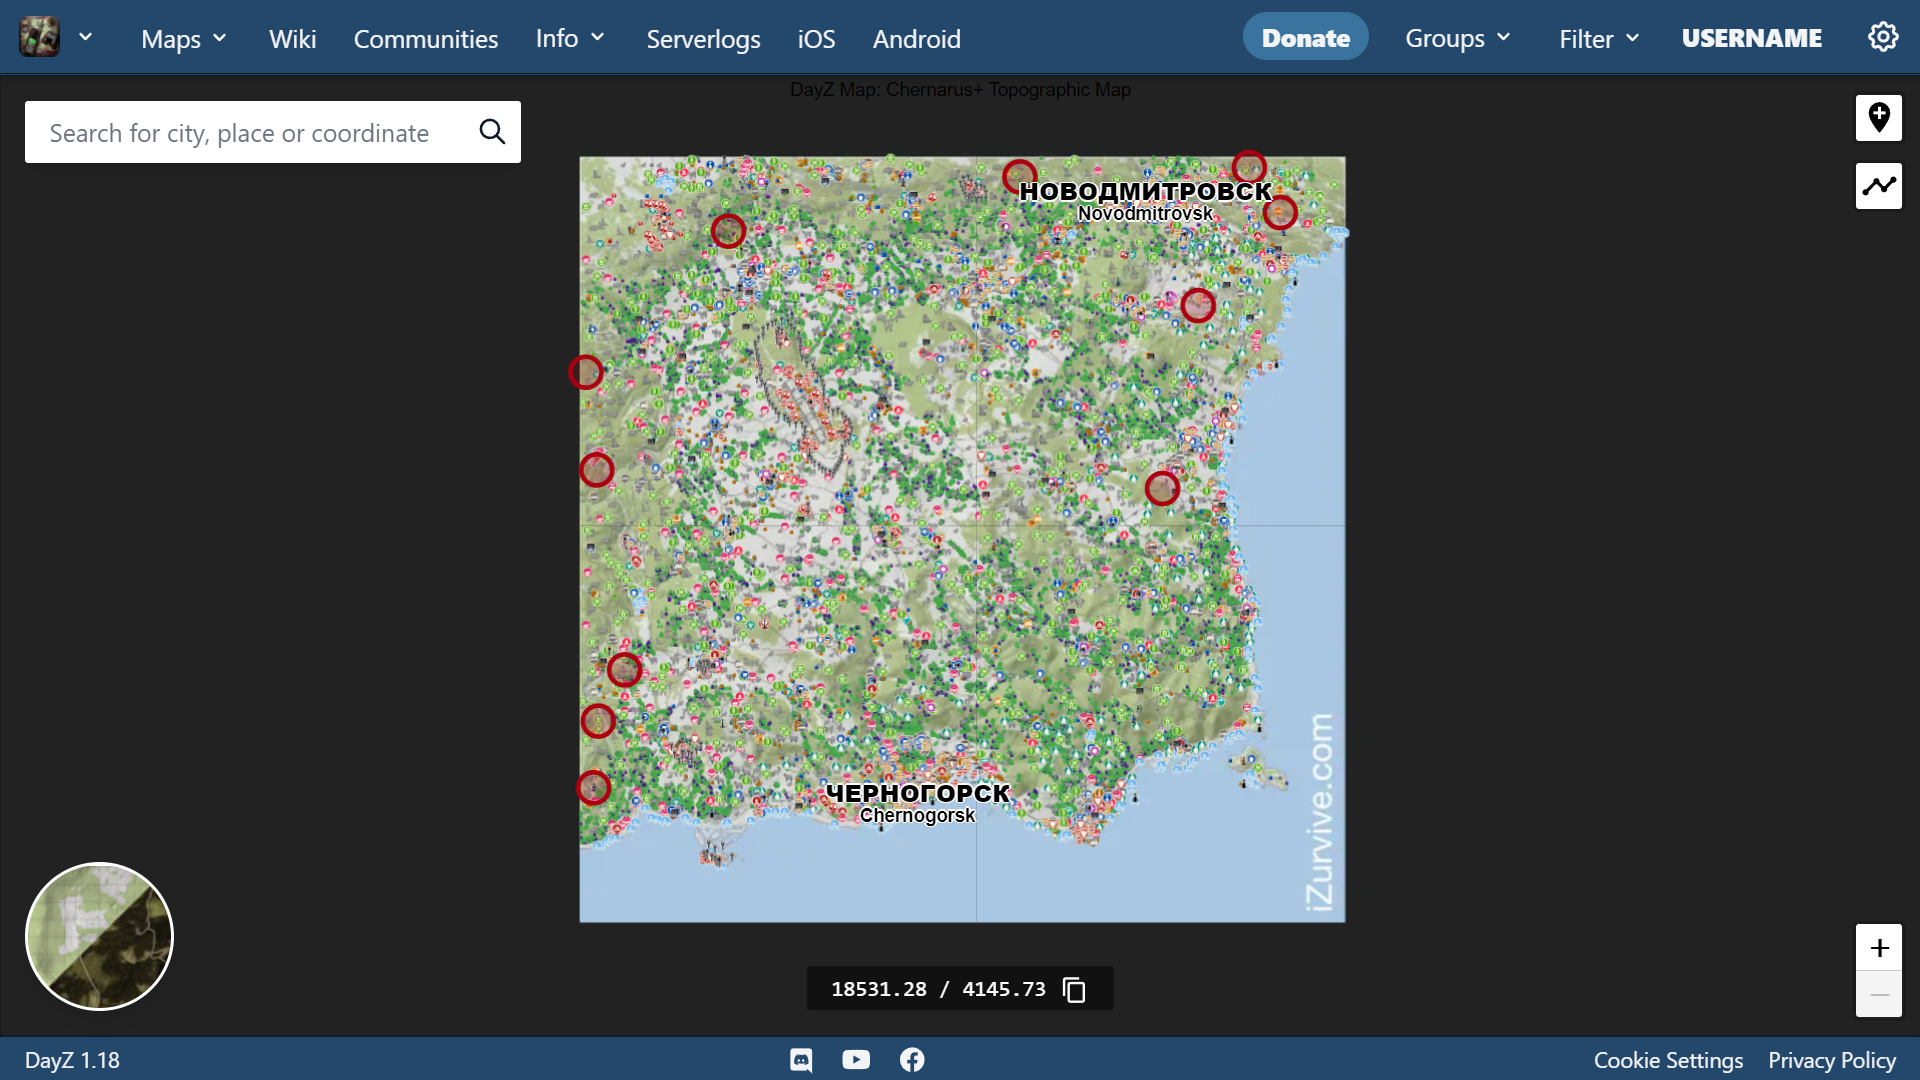 Maps Wiki Communities Info Serverlogs iOS Android Donate Groups Filter USERNAME
DayZ Map: Chernarus+ Topographic Map
Search for city, place or coordinate
НОВОДМИТРОВСК
Novodmitrovsk
ЧЕРНОГОРСК
Chernogorsk
iZurvive.com
18531.28 / 4145.73
DayZ 1.18
Cookie Settings Privacy Policy